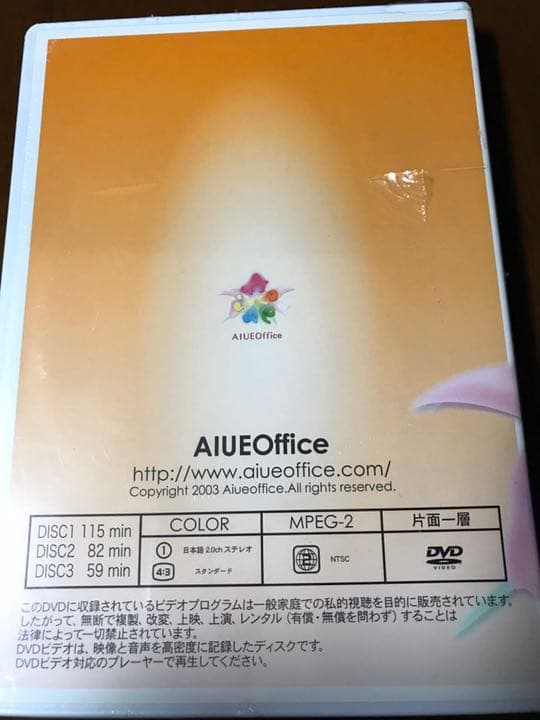 AIUEOffice
AIUEOffice
http://www.aiueoffice.com/
Copyright 2003 Aiueoffice.All rights reserved.
DISC1 115 min
DISC2 82 min
DISC3 59 min
COLOR
MPEG-2
片面一層
1 日本語 2.0ch ステレオ
4:3 スタンダード
2 NTSC
DVD
VIDEO
このDVDに収録されているビデオプログラムは一般家庭での私的視聴を目的に販売されています。
したがって、無断で複製、改変、上映、上演、レンタル(有償・無償を問わず)することは
法律によって一切禁止されています。
DVDビデオは、映像と音声を高密度に記録したディスクです。
DVDビデオ対応のプレーヤーで再生してください。